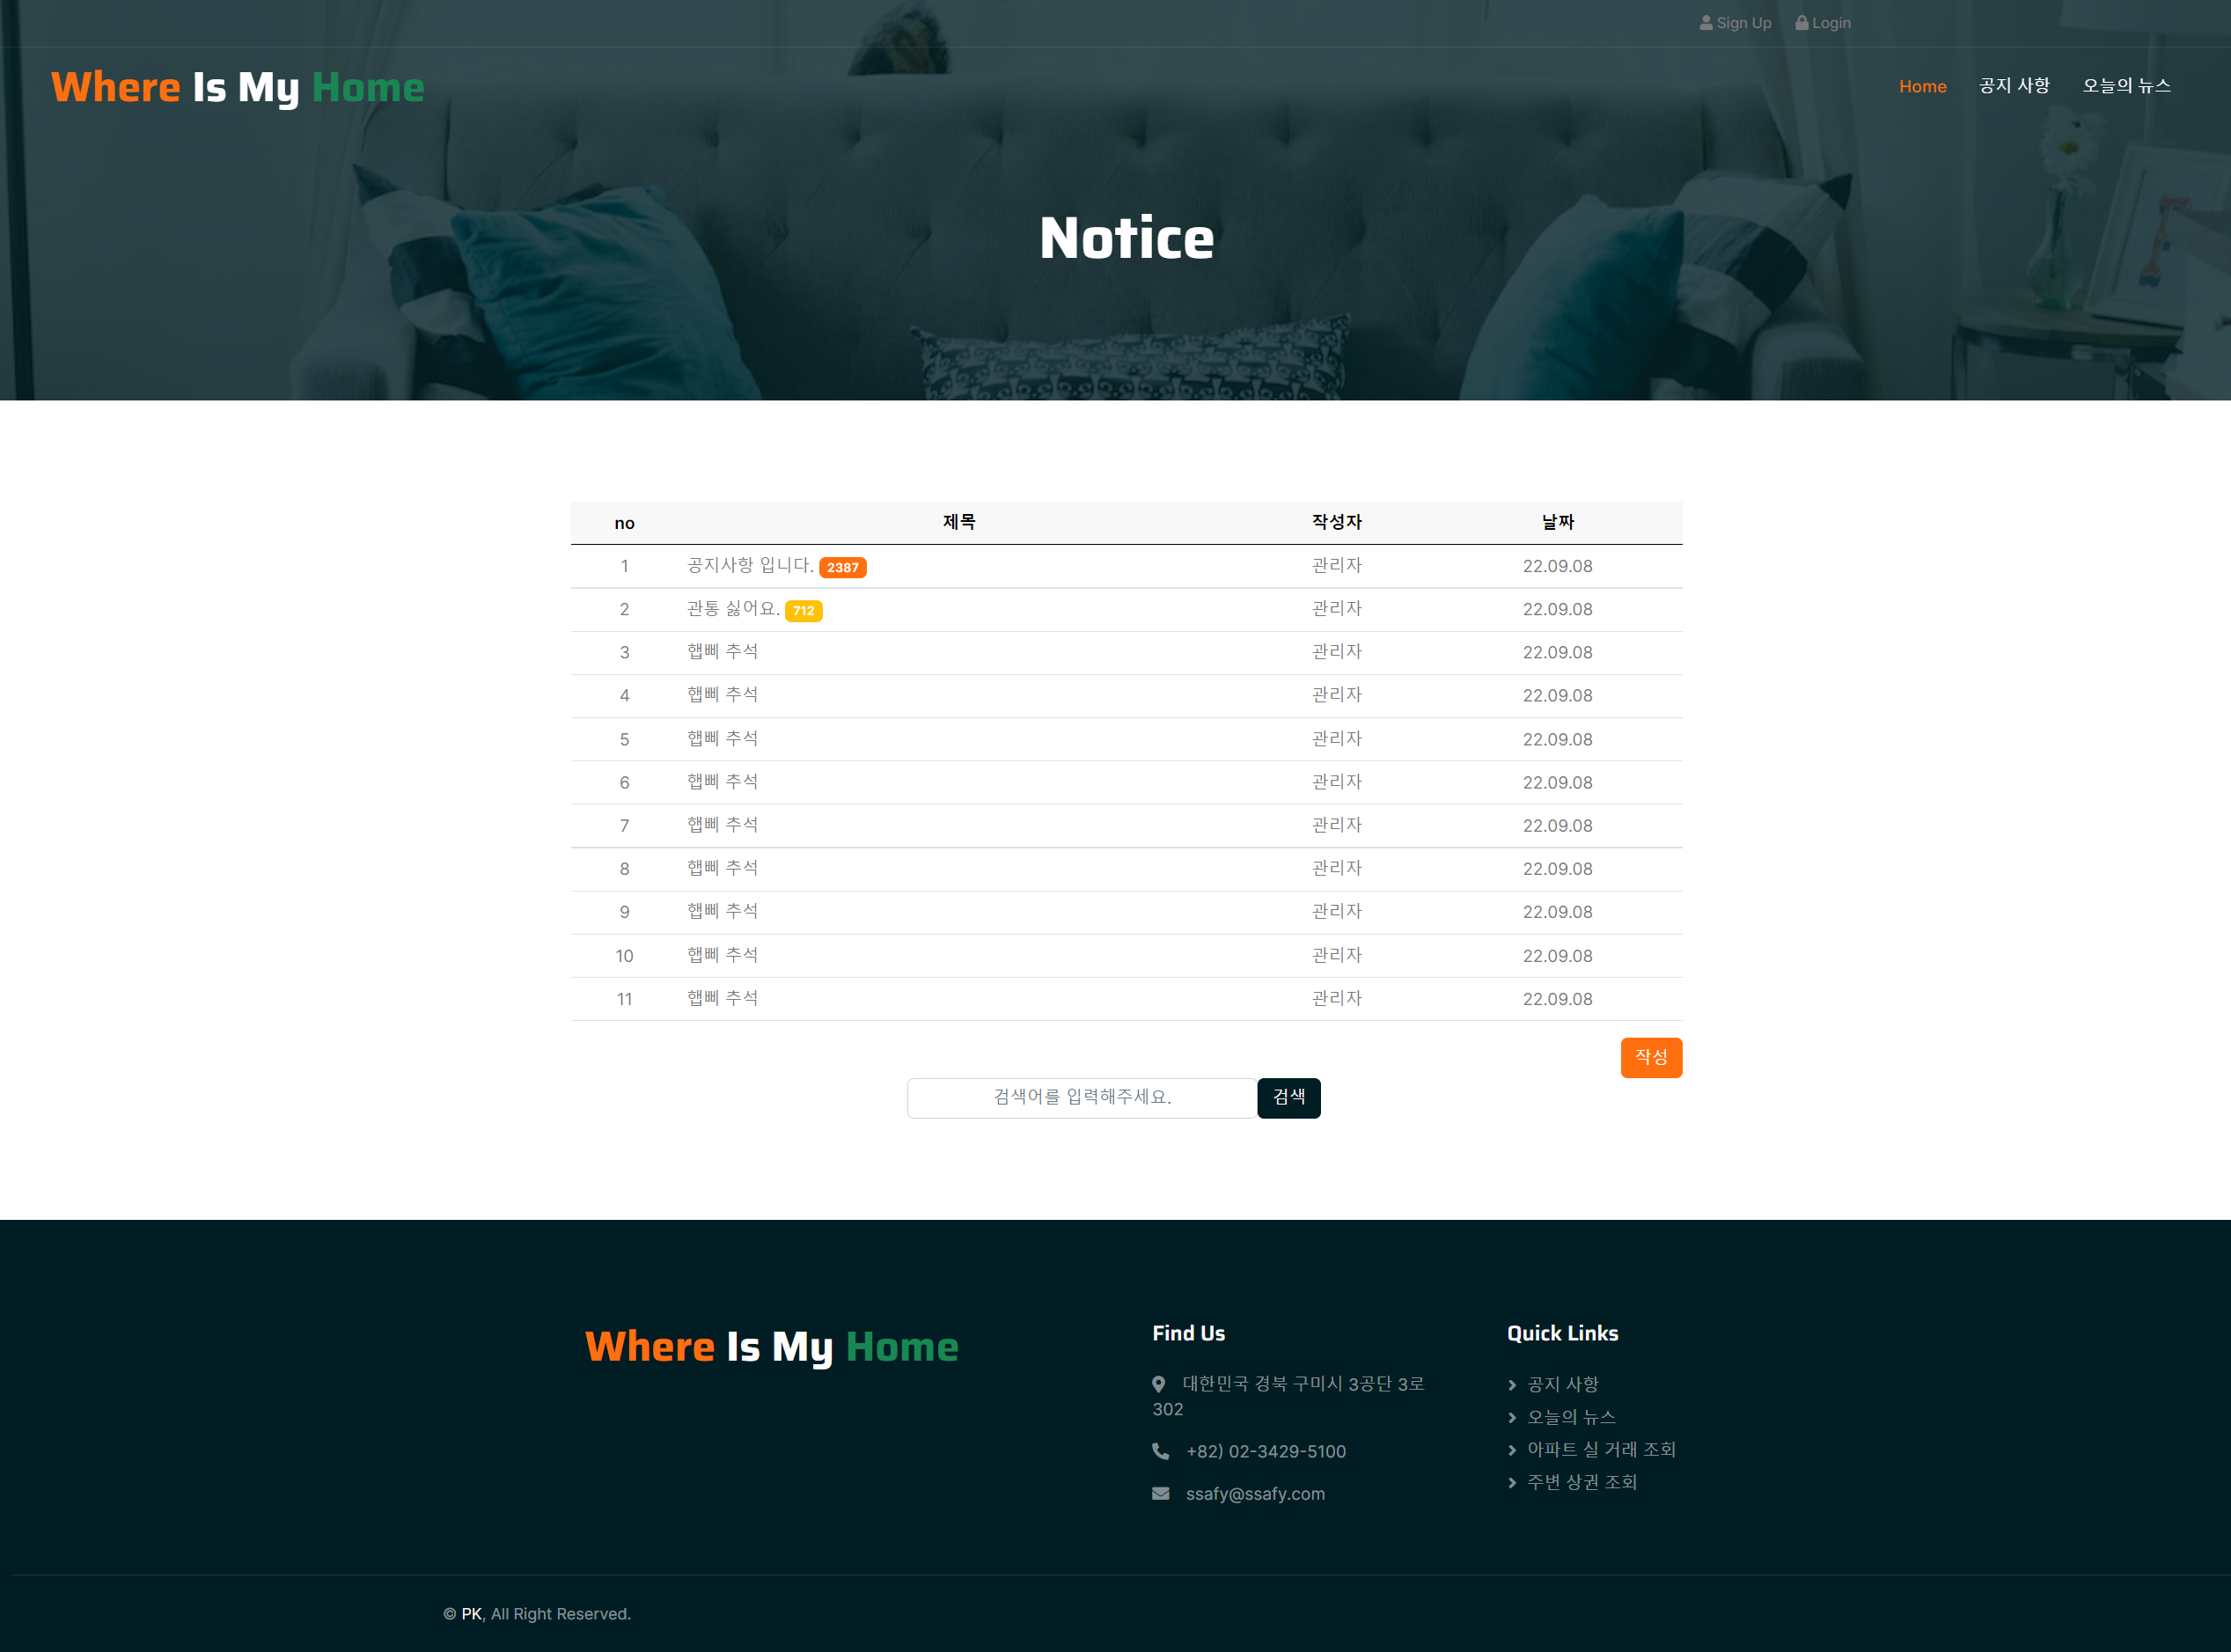 Sign Up Login
Where Is My Home
Home 공지 사항 오늘의 뉴스
Notice
no 제목 작성자 날짜
1 공지사항 입니다. 2387 관리자 22.09.08
2 관통 싫어요. 712 관리자 22.09.08
3 햅삐 추석 관리자 22.09.08
4 햅삐 추석 관리자 22.09.08
5 햅삐 추석 관리자 22.09.08
6 햅삐 추석 관리자 22.09.08
7 햅삐 추석 관리자 22.09.08
8 햅삐 추석 관리자 22.09.08
9 햅삐 추석 관리자 22.09.08
10 햅삐 추석 관리자 22.09.08
11 햅삐 추석 관리자 22.09.08
작성
검색어를 입력해주세요. 검색
Where Is My Home
Find Us
대한민국 경북 구미시 3공단 3로
302
+82) 02-3429-5100
ssafy@ssafy.com
Quick Links
공지 사항
오늘의 뉴스
아파트 실 거래 조회
주변 상권 조회
© PK, All Right Reserved.